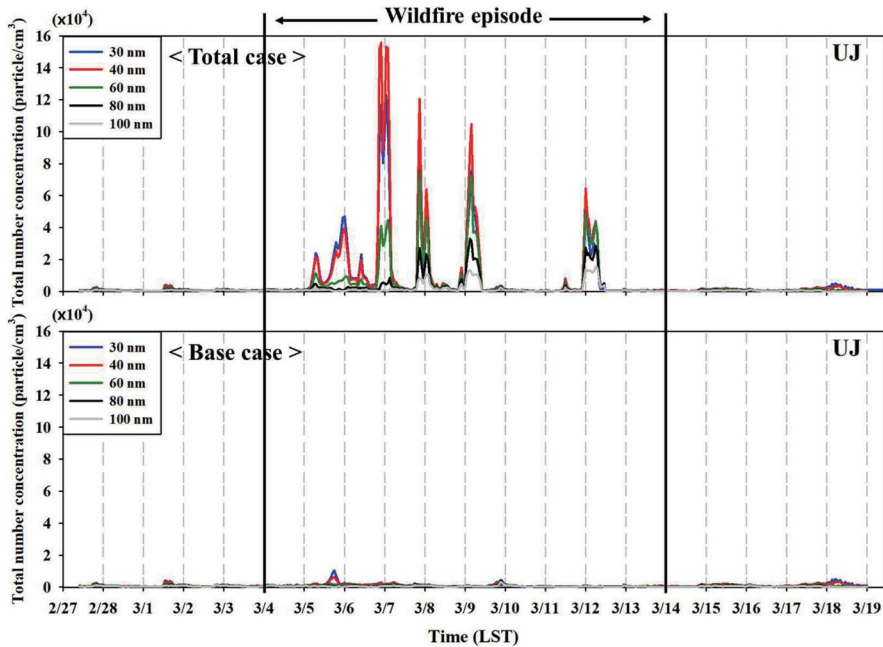 Wildfire episode
(x10⁴)
Total number concentration (particle/cm³)
16
14
12
10
8
6
4
2
0
30 nm
40 nm
60 nm
80 nm
100 nm
< Total case >
UJ
(x10⁴)
Total number concentration (particle/cm³)
16
14
12
10
8
6
4
2
0
30 nm
40 nm
60 nm
80 nm
100 nm
< Base case >
UJ
2/27 2/28 3/1 3/2 3/3 3/4 3/5 3/6 3/7 3/8 3/9 3/10 3/11 3/12 3/13 3/14 3/15 3/16 3/17 3/18 3/19
Time (LST)